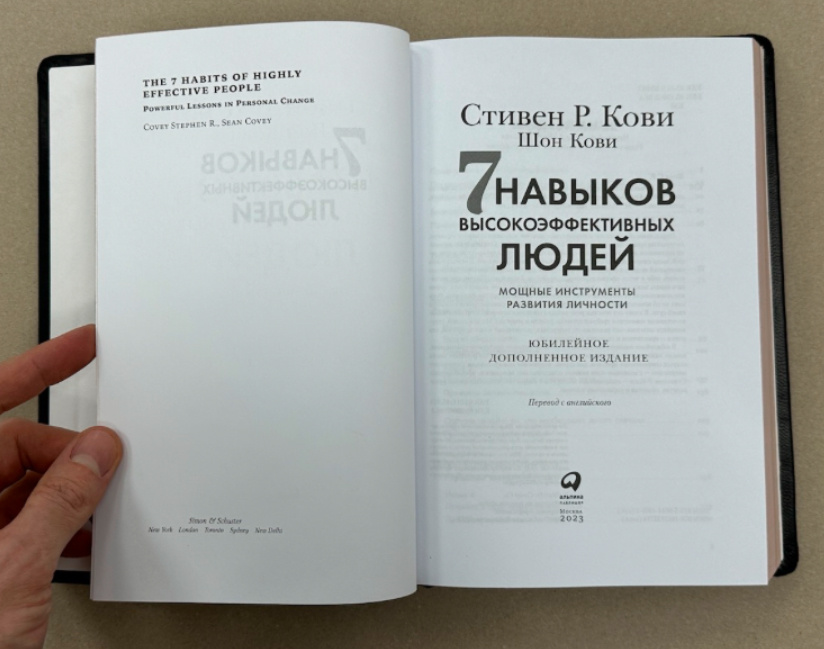 THE 7 HABITS OF HIGHLY
EFFECTIVE PEOPLE
POWERFUL LESSONS IN PERSONAL CHANGE
COVEY STEPHEN R., SEAN COVEY
Simon & Schuster
New York London Toronto Sydney New Delhi
Стивен Р. Кови
Шон Кови
7 НАВЫКОВ
ВЫСОКОЭФФЕКТИВНЫХ
ЛЮДЕЙ
МОЩНЫЕ ИНСТРУМЕНТЫ
РАЗВИТИЯ ЛИЧНОСТИ
ЮБИЛЕЙНОЕ
ДОПОЛНЕННОЕ ИЗДАНИЕ
Перевод с английского
АЛЬПИНА
ПАБЛИШЕР
Москва
2023